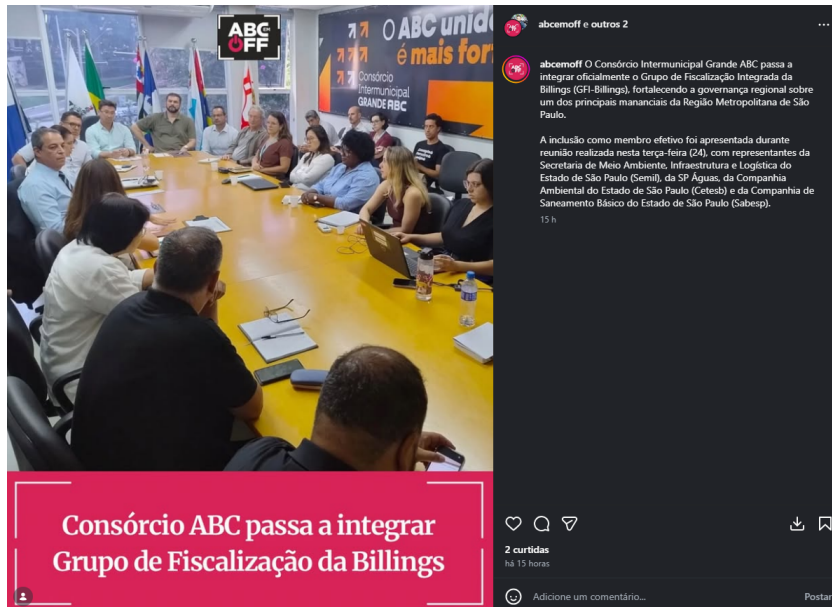 ABC
EM
OFF
O ABC unido
é mais for
Consórcio
Intermunicipal
GRANDE ABC
Consórcio ABC passa a integrar
Grupo de Fiscalização da Billings
abcemoff e outros 2
abcemoff O Consórcio Intermunicipal Grande ABC passa a
integrar oficialmente o Grupo de Fiscalização Integrada da
Billings (GFI-Billings), fortalecendo a governança regional sobre
um dos principais mananciais da Região Metropolitana de São
Paulo.
A inclusão como membro efetivo foi apresentada durante
reunião realizada nesta terça-feira (24), com representantes da
Secretaria de Meio Ambiente, Infraestrutura e Logística do
Estado de São Paulo (Semil), da SP Águas, da Companhia
Ambiental do Estado de São Paulo (Cetesb) e da Companhia de
Saneamento Básico do Estado de São Paulo (Sabesp).
15 h
2 curtidas
há 15 horas
Adicione um comentário...
Postar